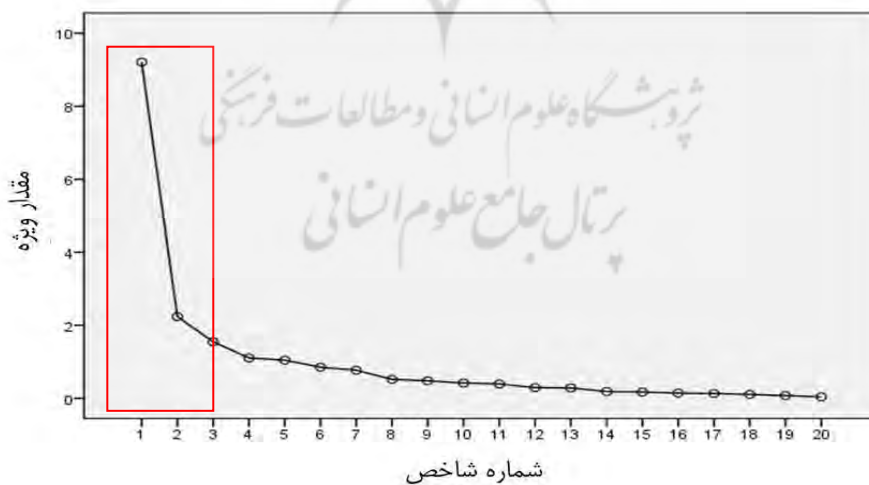 پژوهشگاه علوم انسانی و مطالعات فرهنگی
پرتال جامع علوم انسانی
مقدار ویژه
10
8
6
4
2
0
1 2 3 4 5 6 7 8 9 10 11 12 13 14 15 16 17 18 19 20
شماره شاخص